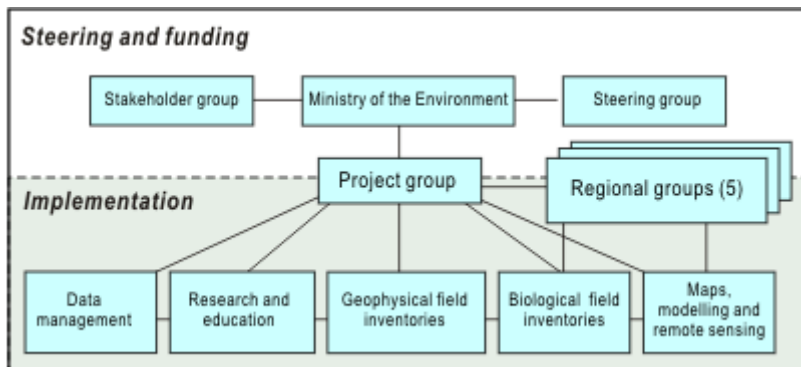 Steering and funding
Stakeholder group
Ministry of the Environment
Steering group
Project group
Regional groups (5)
Implementation
Data
management
Research and
education
Geophysical field
inventories
Biological field
inventories
Maps,
modelling and
remote sensing